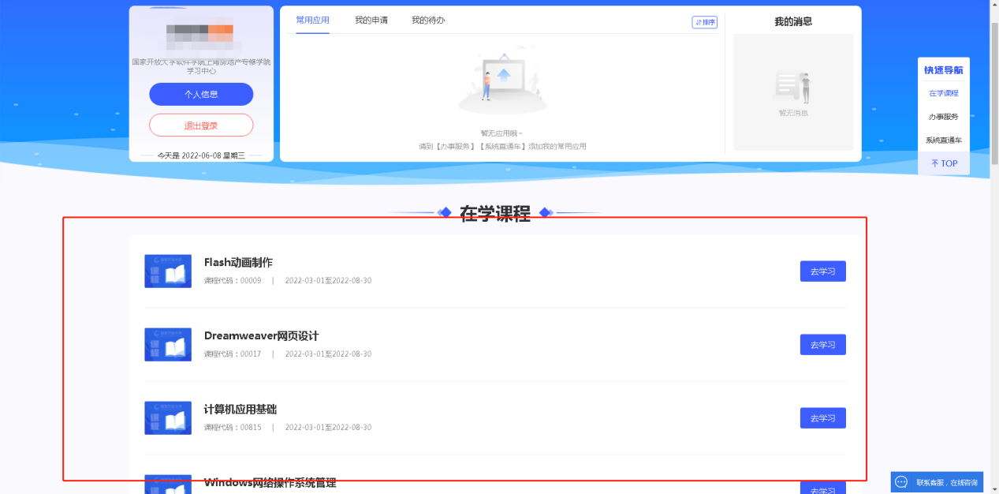 国家开放大学软件学院上海房地产专修学院
学习中心
个人信息
退出登录
今天是 2022-06-08 星期三
常用应用 我的申请 我的待办 排序
暂无应用哦~
请到【办事服务】【系统直通车】添加我的常用应用
我的消息
暂无消息
快速导航
在学课程
办事服务
系统直通车
TOP
在学课程
Flash动画制作
课程代码：00009 | 2022-03-01至2022-08-30
去学习
Dreamweaver网页设计
课程代码：00017 | 2022-03-01至2022-08-30
去学习
计算机应用基础
课程代码：00815 | 2022-03-01至2022-08-30
去学习
Windows网络操作系统管理
去学习
联系客服，在线咨询